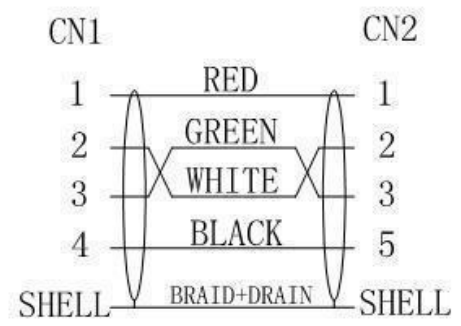 CN1 CN2
1 RED 1
2 GREEN 2
3 WHITE 3
4 BLACK 5
SHELL BRAID+DRAIN SHELL